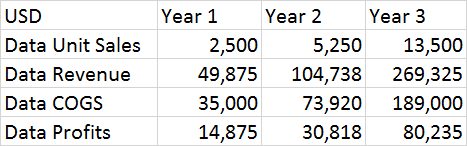 USD Year 1 Year 2 Year 3
Data Unit Sales 2,500 5,250 13,500
Data Revenue 49,875 104,738 269,325
Data COGS 35,000 73,920 189,000
Data Profits 14,875 30,818 80,235